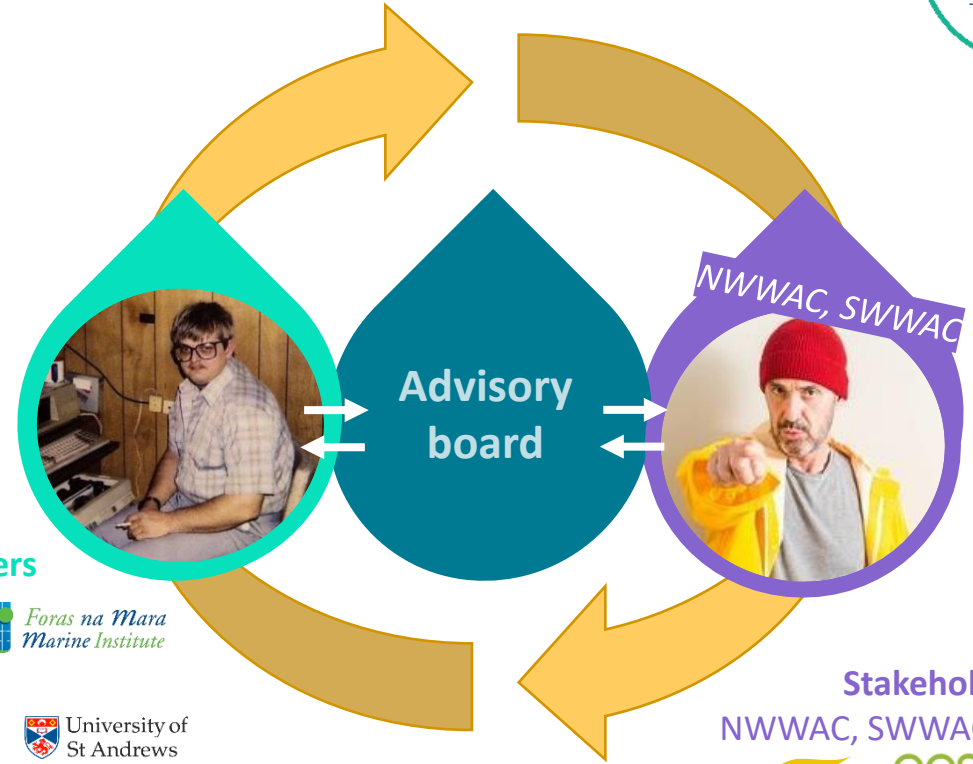 NWWAC, SWWAC
Advisory
board
ers
Foras na Mara
Marine Institute
University of
St Andrews
Stakehol
NWWAC, SWWAC